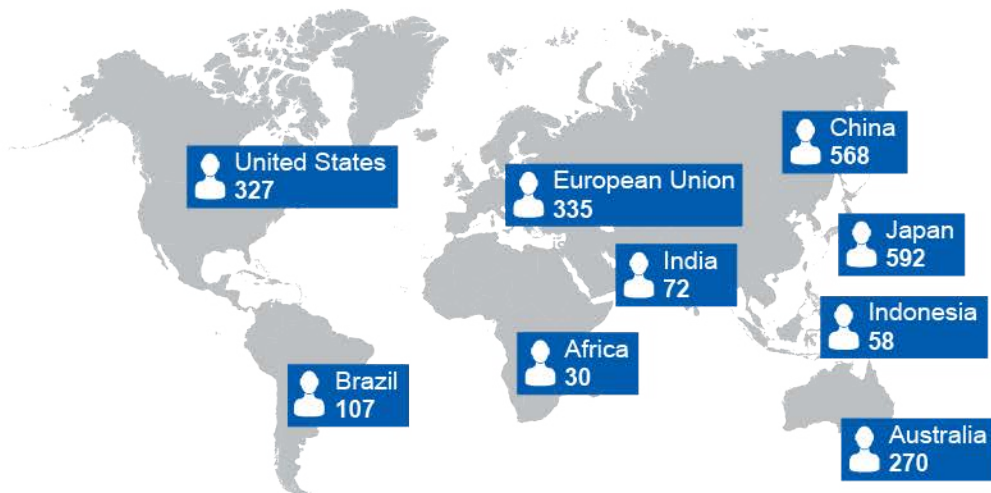 China
568
United States
327
European Union
335
Japan
592
India
72
Indonesia
58
Africa
30
Brazil
107
Australia
270